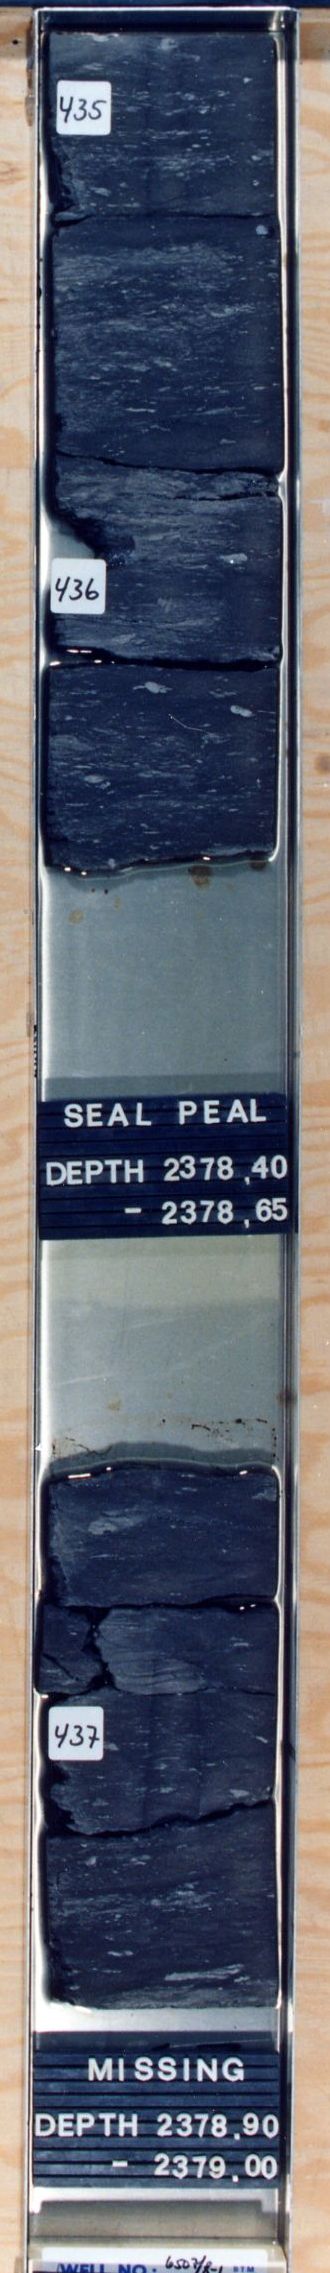 435
436
SEAL PEAL
DEPTH 2378,40
- 2378,65
437
MISSING
DEPTH 2378.90
- 2379.00
WELL NO: 6507/8-1 BTM